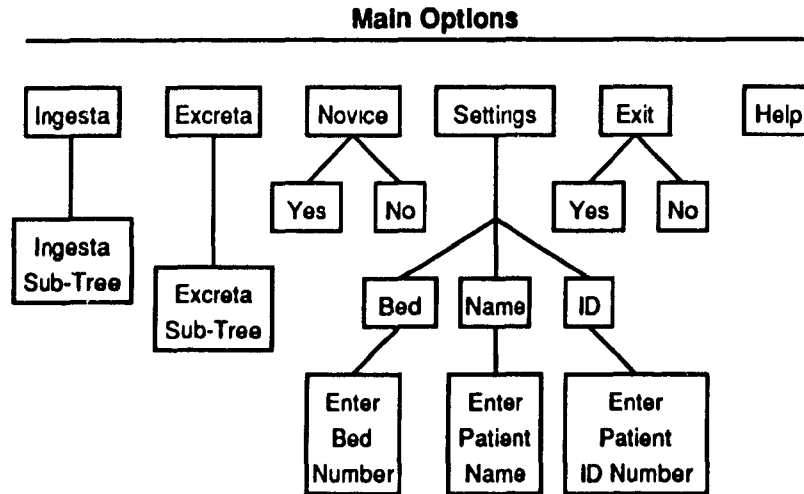 Main Options
Ingesta
Excreta
Novice
Settings
Exit
Help
Yes
No
Yes
No
Ingesta
Sub-Tree
Excreta
Sub-Tree
Bed
Name
ID
Enter
Bed
Number
Enter
Patient
Name
Enter
Patient
ID Number